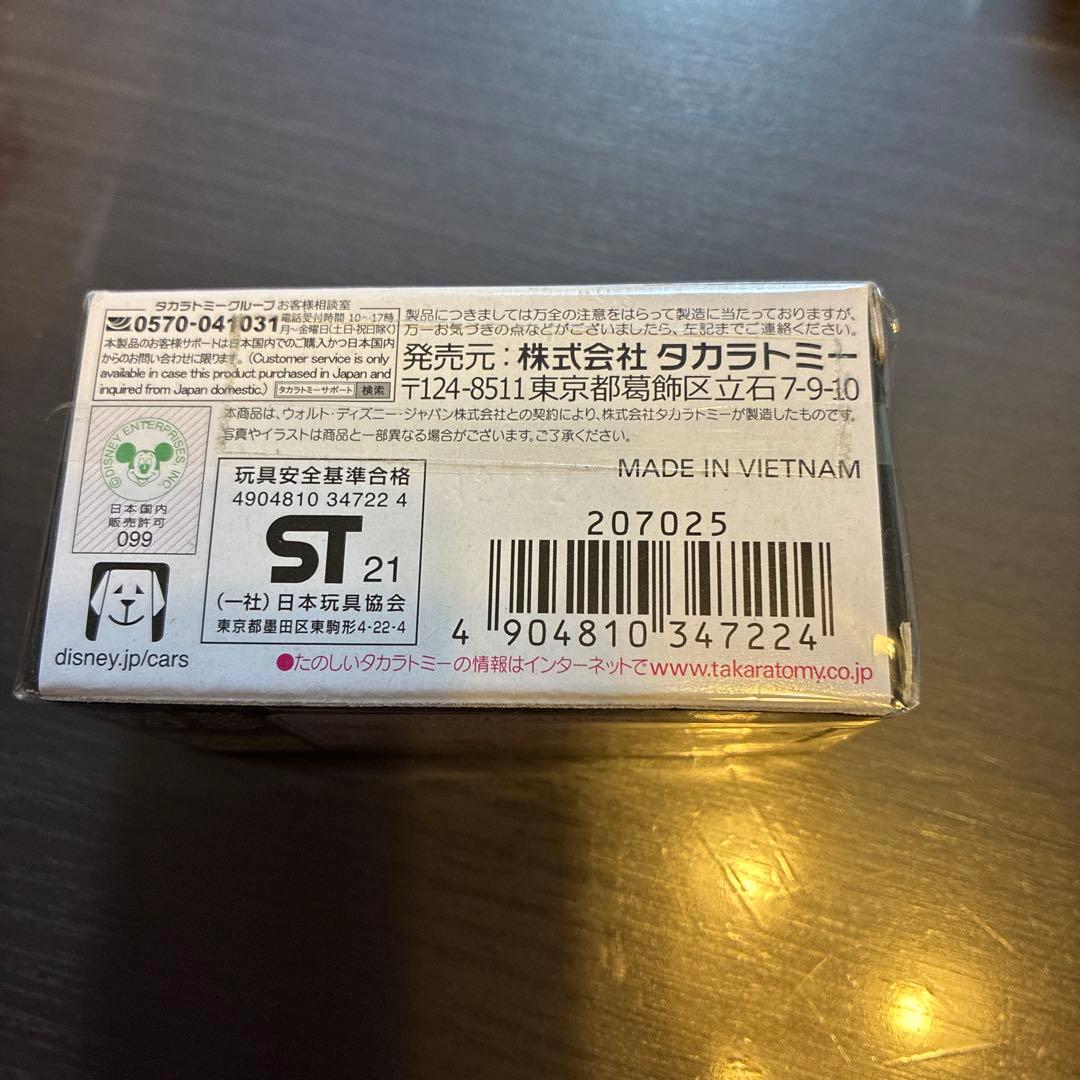 タカラトミーグループ お客様相談室
0570-041031 電話受付時間 10～17時
月～金曜日(土日・祝日除く)
本製品のお客様サポートは日本国内でのご購入かつ日本国内
からのお問い合わせに限ります。(Customer service is only
available in case this product purchased in Japan and
inquired from Japan domestic.) タカラトミーサポート 検索
製品につきましては万全の注意をはらって製造に当たっておりますが、
万一お気づきの点などがございましたら、左記までご連絡ください。
発売元：株式会社 タカラトミー
〒124-8511東京都葛飾区立石7-9-10
本商品は、ウォルト・ディズニー・ジャパン株式会社との契約により、株式会社タカラトミーが製造したものです。
写真やイラストは商品と一部異なる場合がございます。ご了承ください。
MADE IN VIETNAM
©DISNEY ENTERPRISES INC
日本国内
販売許可
099
disney.jp/cars
玩具安全基準合格
4904810 34722 4
ST 21
(一社)日本玩具協会
東京都墨田区東駒形4-22-4
207025
4 904810 347224
●たのしいタカラトミーの情報はインターネットで www.takaratomy.co.jp